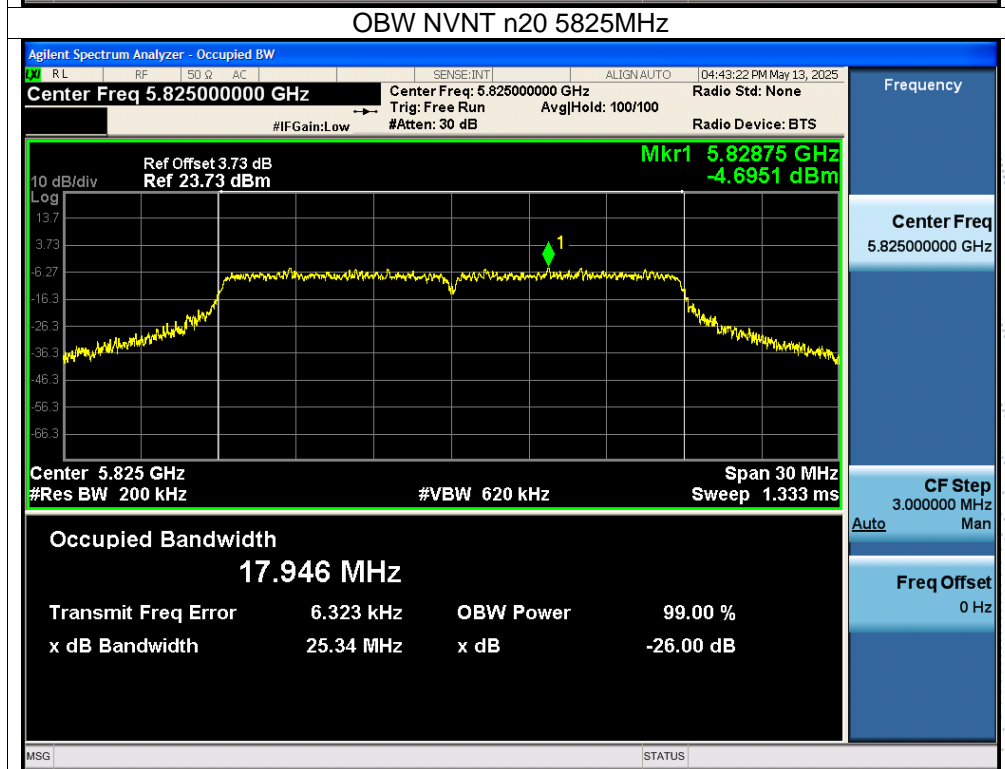 OBW NVNT n20 5825MHz
Agilent Spectrum Analyzer - Occupied BW
LXI RL RF 50 Ω AC SENSE:INT ALIGN AUTO 04:43:22 PM May 13, 2025
Center Freq 5.825000000 GHz Center Freq: 5.825000000 GHz Radio Std: None
Trig: Free Run Avg|Hold: 100/100
#IFGain:Low #Atten: 30 dB Radio Device: BTS
Frequency
Ref Offset 3.73 dB Mkr1 5.82875 GHz
10 dB/div Ref 23.73 dBm -4.6951 dBm
Log
13.7
3.73
-6.27
-16.3
-26.3
-36.3
-46.3
-56.3
-66.3
1
Center 5.825 GHz Span 30 MHz
#Res BW 200 kHz #VBW 620 kHz Sweep 1.333 ms
Center Freq
5.825000000 GHz
CF Step
3.000000 MHz
Auto Man
Freq Offset
0 Hz
Occupied Bandwidth
17.946 MHz
Transmit Freq Error 6.323 kHz OBW Power 99.00 %
x dB Bandwidth 25.34 MHz x dB -26.00 dB
MSG STATUS